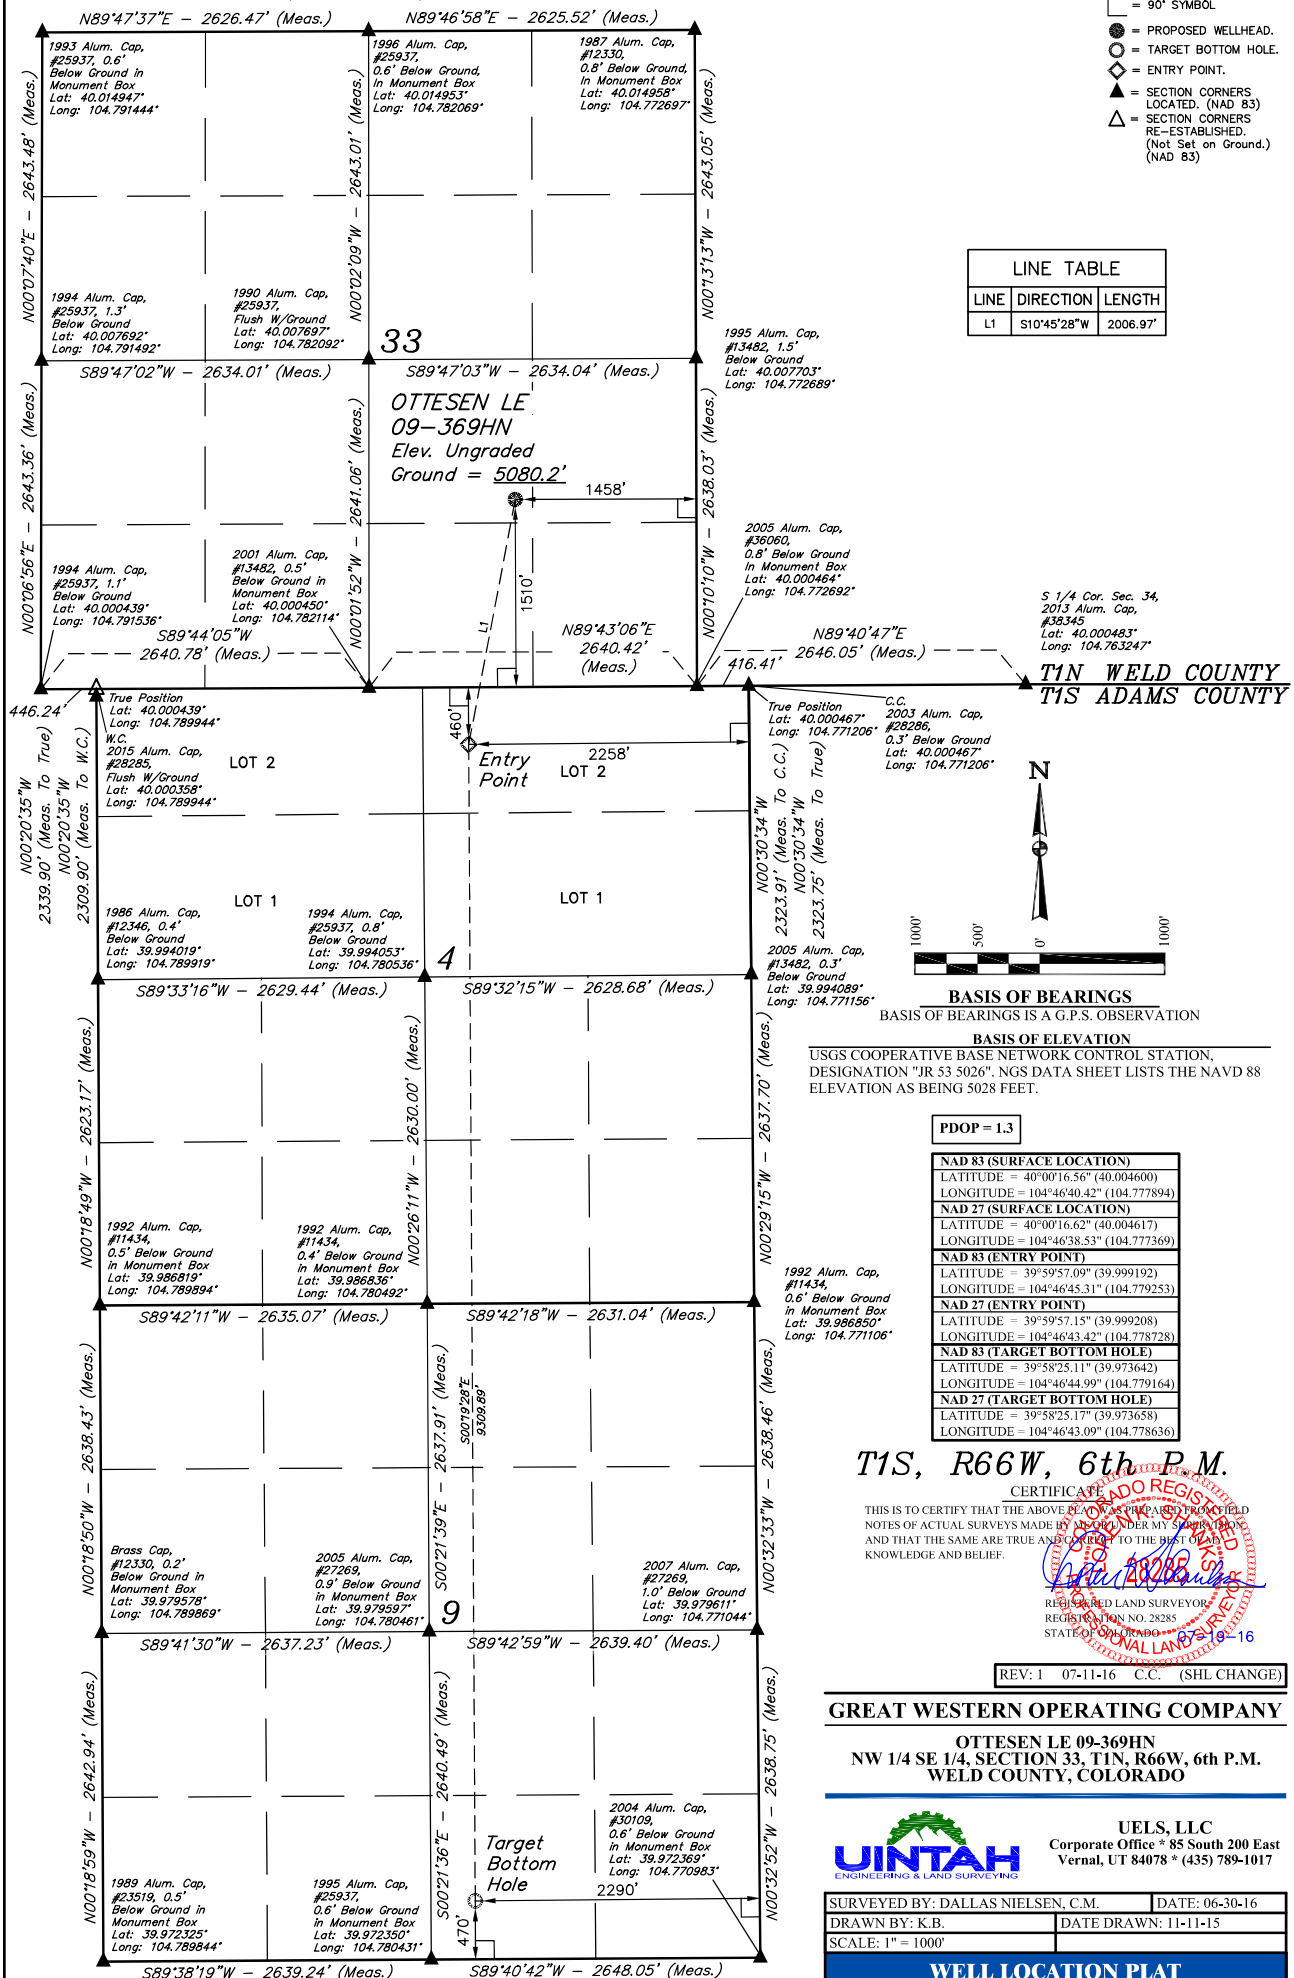 N89°47'37"E - 2626.47' (Meas.)
N89°46'58"E - 2625.52' (Meas.)
= 90° SYMBOL
= PROPOSED WELLHEAD.
= TARGET BOTTOM HOLE.
= ENTRY POINT.
= SECTION CORNERS
LOCATED. (NAD 83)
= SECTION CORNERS
RE-ESTABLISHED.
(Not Set on Ground.)
(NAD 83)
1993 Alum. Cap,
#25937, 0.6'
Below Ground in
Monument Box
Lat: 40.014947°
Long: 104.791444°
1996 Alum. Cap,
#25937,
0.6' Below Ground,
In Monument Box
Lat: 40.014953°
Long: 104.782069°
1987 Alum. Cap,
#12330,
0.8' Below Ground,
In Monument Box
Lat: 40.014958°
Long: 104.772697°
N00°07'40"E - 2643.48' (Meas.)
N00°02'09"W - 2643.01' (Meas.)
N00°13'13"W - 2643.05' (Meas.)
LINE TABLE
LINE DIRECTION LENGTH
L1 S10°45'28"W 2006.97'
1994 Alum. Cap,
#25937, 1.3'
Below Ground
Lat: 40.007692°
Long: 104.791492°
1990 Alum. Cap,
#25937,
Flush W/Ground
Lat: 40.007697°
Long: 104.782092°
33
1995 Alum. Cap,
#13482, 1.5'
Below Ground
Lat: 40.007703°
Long: 104.772689°
S89°47'02"W - 2634.01' (Meas.)
S89°47'03"W - 2634.04' (Meas.)
OTTESEN LE
09-369HN
Elev. Ungraded
Ground = 5080.2'
1458'
1510'
L1
N00°06'56"E - 2643.36' (Meas.)
N00°01'52"W - 2641.06' (Meas.)
N00°10'10"W - 2638.03' (Meas.)
1994 Alum. Cap,
#25937, 1.1'
Below Ground
Lat: 40.000439°
Long: 104.791536°
2001 Alum. Cap,
#13482, 0.5'
Below Ground in
Monument Box
Lat: 40.000450°
Long: 104.782114°
2005 Alum. Cap,
#36060,
0.8' Below Ground
In Monument Box
Lat: 40.000464°
Long: 104.772692°
S 1/4 Cor. Sec. 34,
2013 Alum. Cap,
#38345
Lat: 40.000483°
Long: 104.763247°
S89°44'05"W
2640.78' (Meas.)
N89°43'06"E
2640.42'
(Meas.)
N89°40'47"E
2646.05' (Meas.)
416.41'
T1N WELD COUNTY
T1S ADAMS COUNTY
446.24'
True Position
Lat: 40.000439°
Long: 104.789944°
W.C.
2015 Alum. Cap,
#28285,
Flush W/Ground
Lat: 40.000358°
Long: 104.789944°
460'
Entry
Point
2258'
True Position
Lat: 40.000467°
Long: 104.771206°
C.C.
2003 Alum. Cap,
#28286,
0.3' Below Ground
Lat: 40.000467°
Long: 104.771206°
LOT 2
LOT 2
N00°20'35"W
2339.90' (Meas. To True)
N00°20'35"W
2309.90' (Meas. To W.C.)
N00°30'34"W
2323.91' (Meas. To C.C.)
N00°30'34"W
2323.75' (Meas. To True)
N
LOT 1
LOT 1
1986 Alum. Cap,
#12346, 0.4'
Below Ground
Lat: 39.994019°
Long: 104.789919°
1994 Alum. Cap,
#25937, 0.8'
Below Ground
Lat: 39.994053°
Long: 104.780536°
4
2005 Alum. Cap,
#13482, 0.3'
Below Ground
Lat: 39.994089°
Long: 104.771156°
1000' 500' 0' 1000'
S89°33'16"W - 2629.44' (Meas.)
S89°32'15"W - 2628.68' (Meas.)
BASIS OF BEARINGS
BASIS OF BEARINGS IS A G.P.S. OBSERVATION
BASIS OF ELEVATION
USGS COOPERATIVE BASE NETWORK CONTROL STATION,
DESIGNATION "JR 53 5026". NGS DATA SHEET LISTS THE NAVD 88
ELEVATION AS BEING 5028 FEET.
N00°18'49"W - 2623.17' (Meas.)
N00°26'11"W - 2630.00' (Meas.)
N00°29'15"W - 2637.70' (Meas.)
PDOP = 1.3
NAD 83 (SURFACE LOCATION)
LATITUDE = 40°00'16.56" (40.004600)
LONGITUDE = 104°46'40.42" (104.777894)
NAD 27 (SURFACE LOCATION)
LATITUDE = 40°00'16.62" (40.004617)
LONGITUDE = 104°46'38.53" (104.777369)
NAD 83 (ENTRY POINT)
LATITUDE = 39°59'57.09" (39.999192)
LONGITUDE = 104°46'45.31" (104.779253)
NAD 27 (ENTRY POINT)
LATITUDE = 39°59'57.15" (39.999208)
LONGITUDE = 104°46'43.42" (104.778728)
NAD 83 (TARGET BOTTOM HOLE)
LATITUDE = 39°58'25.11" (39.973642)
LONGITUDE = 104°46'44.99" (104.779164)
NAD 27 (TARGET BOTTOM HOLE)
LATITUDE = 39°58'25.17" (39.973658)
LONGITUDE = 104°46'43.09" (104.778636)
1992 Alum. Cap,
#11434,
0.5' Below Ground
in Monument Box
Lat: 39.986819°
Long: 104.789894°
1992 Alum. Cap,
#11434,
0.4' Below Ground
in Monument Box
Lat: 39.986836°
Long: 104.780492°
1992 Alum. Cap,
#11434,
0.6' Below Ground
in Monument Box
Lat: 39.986850°
Long: 104.771106°
S89°42'11"W - 2635.07' (Meas.)
S89°42'18"W - 2631.04' (Meas.)
N00°18'50"W - 2638.43' (Meas.)
S00°21'39"E - 2637.91' (Meas.)
S00°19'28"E
9309.89'
N00°32'33"W - 2638.46' (Meas.)
T1S, R66W, 6th P.M.
CERTIFICATE
THIS IS TO CERTIFY THAT THE ABOVE PLAT WAS PREPARED FROM FIELD
NOTES OF ACTUAL SURVEYS MADE BY ME OR UNDER MY SUPERVISION
AND THAT THE SAME ARE TRUE AND CORRECT TO THE BEST OF MY
KNOWLEDGE AND BELIEF.
COLORADO REGISTERED
LOREN K. SHANKS
28285
PROFESSIONAL LAND SURVEYOR
REGISTERED LAND SURVEYOR
REGISTRATION NO. 28285
STATE OF COLORADO 07-19-16
Brass Cap,
#12330, 0.2'
Below Ground in
Monument Box
Lat: 39.979578°
Long: 104.789869°
2005 Alum. Cap,
#27269,
0.9' Below Ground
in Monument Box
Lat: 39.979597°
Long: 104.780461°
9
2007 Alum. Cap,
#27269,
1.0' Below Ground
Lat: 39.979611°
Long: 104.771044°
S89°41'30"W - 2637.23' (Meas.)
S89°42'59"W - 2639.40' (Meas.)
REV: 1 07-11-16 C.C. (SHL CHANGE)
GREAT WESTERN OPERATING COMPANY
OTTESEN LE 09-369HN
NW 1/4 SE 1/4, SECTION 33, T1N, R66W, 6th P.M.
WELD COUNTY, COLORADO
N00°18'59"W - 2642.94' (Meas.)
S00°21'36"E - 2640.49' (Meas.)
N00°32'52"W - 2638.75' (Meas.)
Target
Bottom
Hole
2290'
470'
2004 Alum. Cap,
#30109,
0.6' Below Ground
in Monument Box
Lat: 39.972369°
Long: 104.770983°
1989 Alum. Cap,
#23519, 0.5'
Below Ground in
Monument Box
Lat: 39.972325°
Long: 104.789844°
1995 Alum. Cap,
#25937,
0.6' Below Ground
in Monument Box
Lat: 39.972350°
Long: 104.780431°
S89°38'19"W - 2639.24' (Meas.)
S89°40'42"W - 2648.05' (Meas.)
UINTAH
ENGINEERING & LAND SURVEYING
UELS, LLC
Corporate Office * 85 South 200 East
Vernal, UT 84078 * (435) 789-1017
SURVEYED BY: DALLAS NIELSEN, C.M. DATE: 06-30-16
DRAWN BY: K.B. DATE DRAWN: 11-11-15
SCALE: 1" = 1000'
WELL LOCATION PLAT